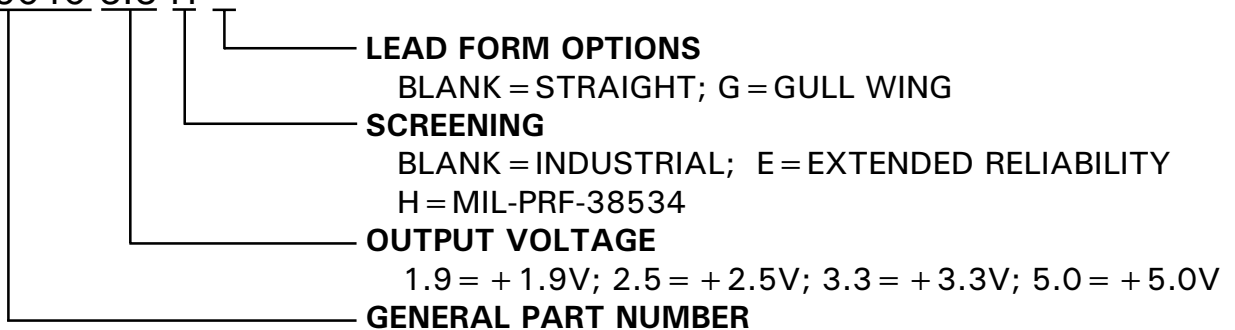 LEAD FORM OPTIONS
BLANK = STRAIGHT; G = GULL WING
SCREENING
BLANK = INDUSTRIAL; E = EXTENDED RELIABILITY
H = MIL-PRF-38534
OUTPUT VOLTAGE
1.9 = +1.9V; 2.5 = +2.5V; 3.3 = +3.3V; 5.0 = +5.0V
GENERAL PART NUMBER